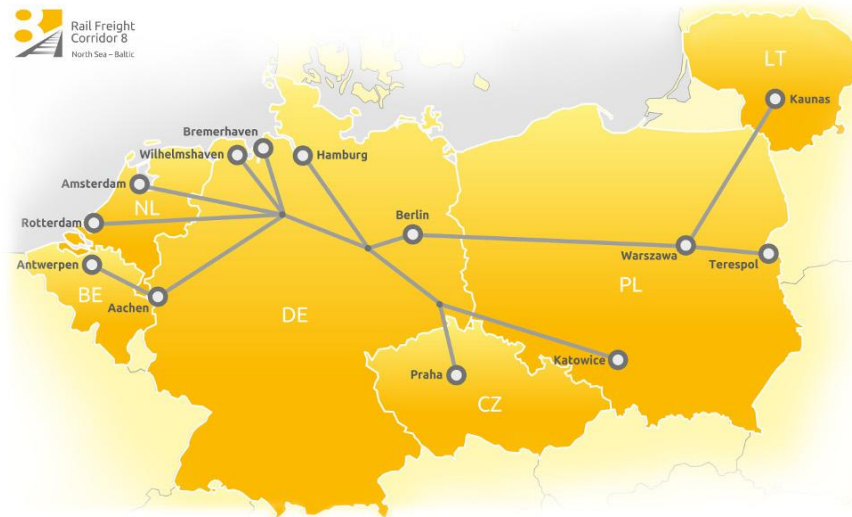 Rail Freight
Corridor 8
North Sea – Baltic
LT
Kaunas
Bremerhaven
Wilhelmshaven
Hamburg
Amsterdam
NL
Rotterdam
Berlin
Antwerpen
Warszawa
Terespol
BE
Aachen
DE
PL
Praha
Katowice
CZ